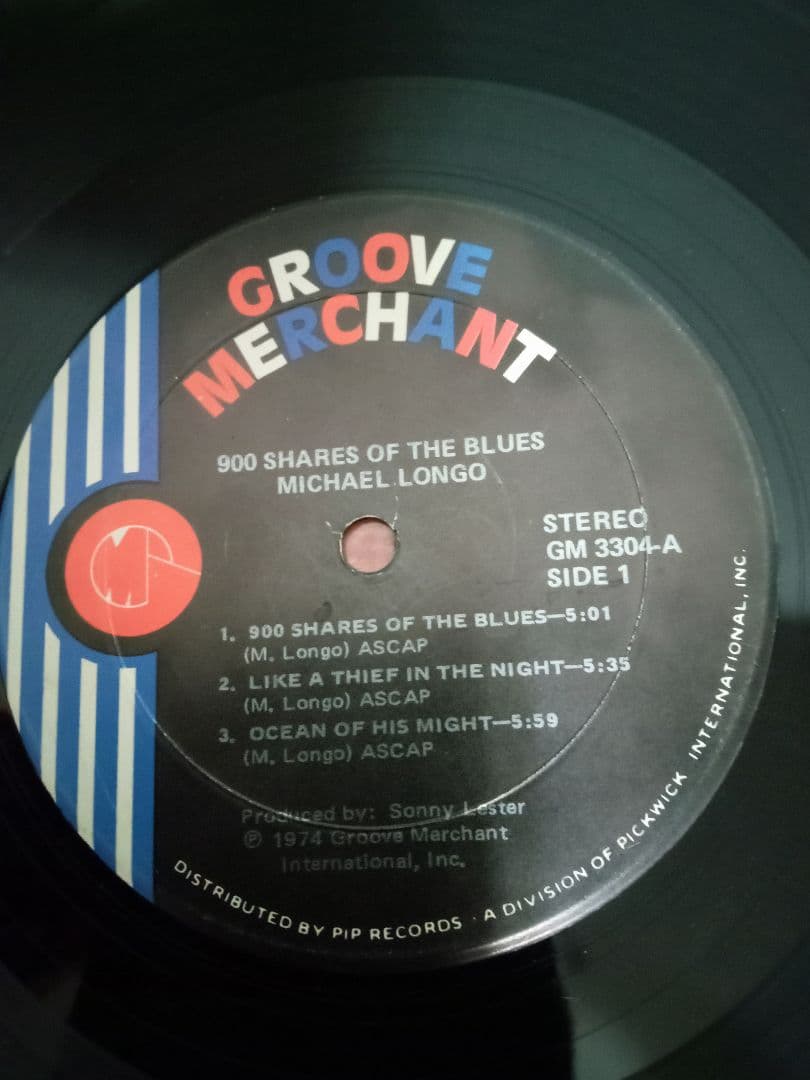 GROOVE
MERCHANT
900 SHARES OF THE BLUES
MICHAEL LONGO
STEREO
GM 3304-A
SIDE 1
1. 900 SHARES OF THE BLUES—5:01
(M. Longo) ASCAP
2. LIKE A THIEF IN THE NIGHT—5:35
(M. Longo) ASCAP
3. OCEAN OF HIS MIGHT—5:59
(M. Longo) ASCAP
Produced by: Sonny Lester
℗ 1974 Groove Merchant
International, Inc.
DISTRIBUTED BY PIP RECORDS · A DIVISION OF PICKWICK INTERNATIONAL, INC.